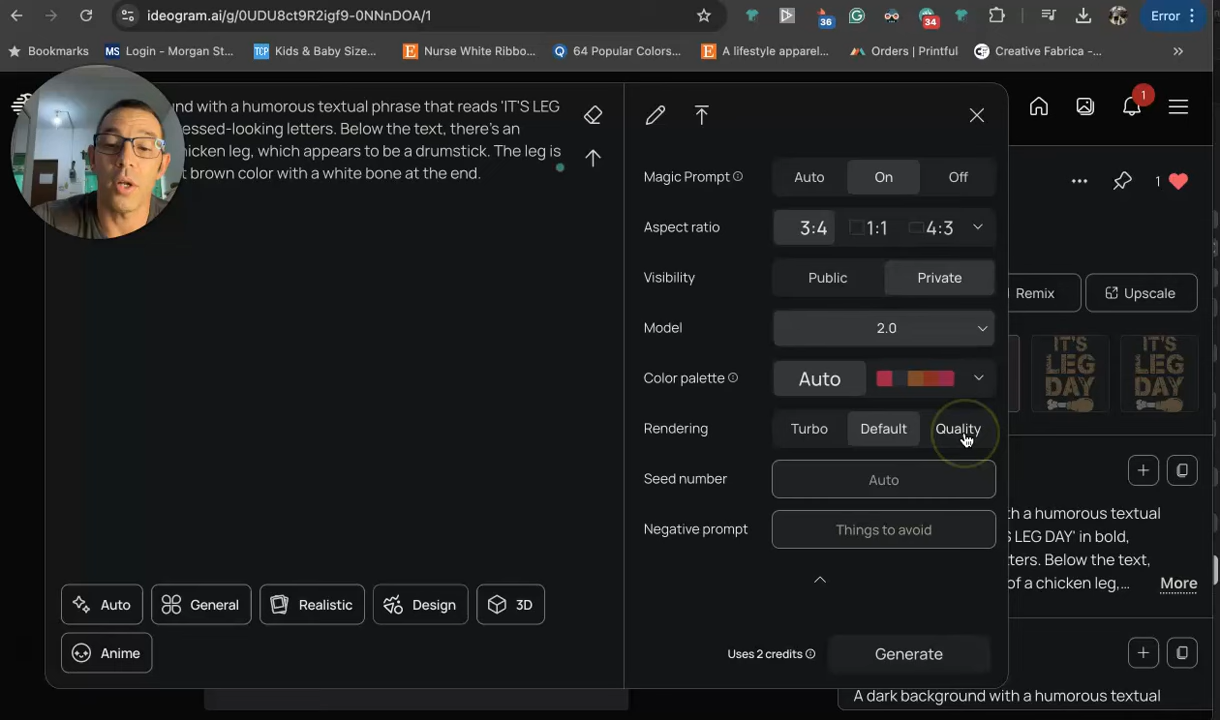 ideogram.ai/g/0UDU8ct9R2igf9-0NNnDOA/1
36
34
Error
Bookmarks
Login - Morgan St...
Kids & Baby Size...
Nurse White Ribbo...
64 Popular Colors...
A lifestyle apparel...
Orders | Printful
Creative Fabrica -...
und with a humorous textual phrase that reads 'IT'S LEG
essed-looking letters. Below the text, there's an
hicken leg, which appears to be a drumstick. The leg is
t brown color with a white bone at the end.
Auto
General
Realistic
Design
3D
Anime
Magic Prompt
Auto
On
Off
Aspect ratio
3:4
1:1
4:3
Visibility
Public
Private
Model
2.0
Color palette
Auto
Rendering
Turbo
Default
Quality
Seed number
Auto
Negative prompt
Things to avoid
Uses 2 credits
Generate
1
1
Remix
Upscale
IT'S
LEG
DAY
IT'S
LEG
DAY
th a humorous textual
S LEG DAY' in bold,
ters. Below the text,
of a chicken leg,...
More
A dark background with a humorous textual